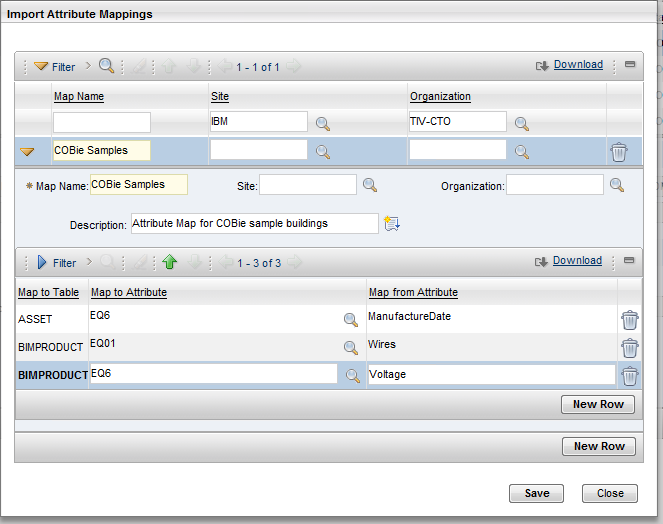 Import Attribute Mappings
Filter 1 - 1 of 1 Download
Map Name Site Organization
IBM TIV-CTO
COBie Samples
Map Name: COBie Samples Site: Organization:
Description: Attribute Map for COBie sample buildings
Filter 1 - 3 of 3 Download
Map to Table Map to Attribute Map from Attribute
ASSET EQ6 ManufactureDate
BIMPRODUCT EQ01 Wires
BIMPRODUCT EQ6 Voltage
New Row
New Row
Save Close